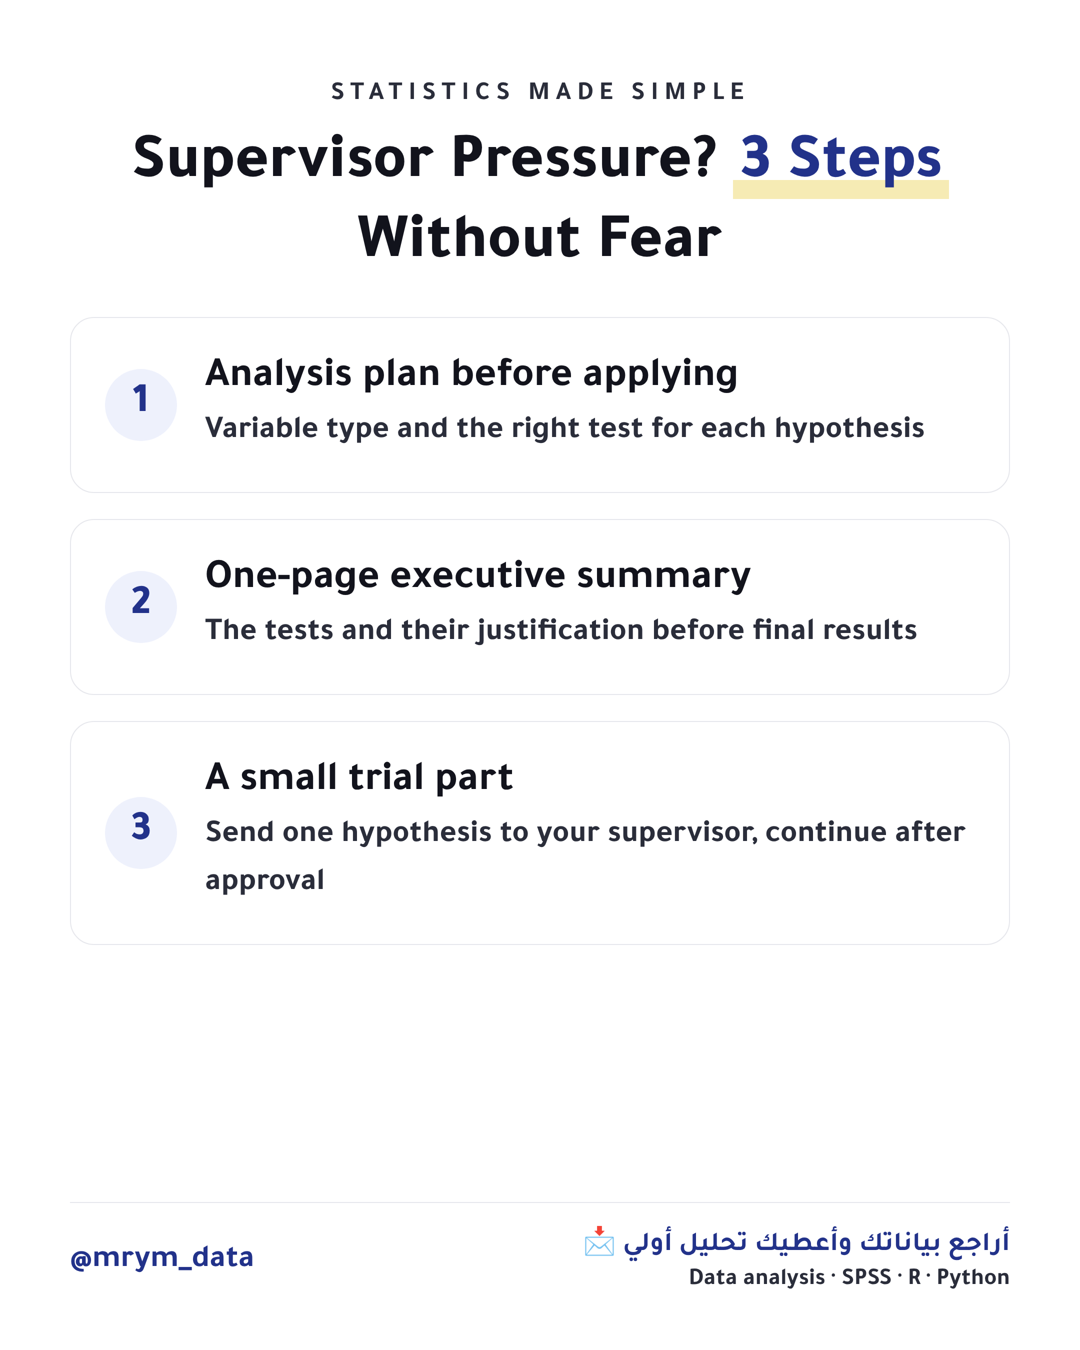 STATISTICS MADE SIMPLE
Supervisor Pressure? 3 Steps
Without Fear
1
Analysis plan before applying
Variable type and the right test for each hypothesis
2
One-page executive summary
The tests and their justification before final results
3
A small trial part
Send one hypothesis to your supervisor, continue after
approval
@mrym_data
أراجع بياناتك وأعطيك تحليل أولي 📩
Data analysis · SPSS · R · Python